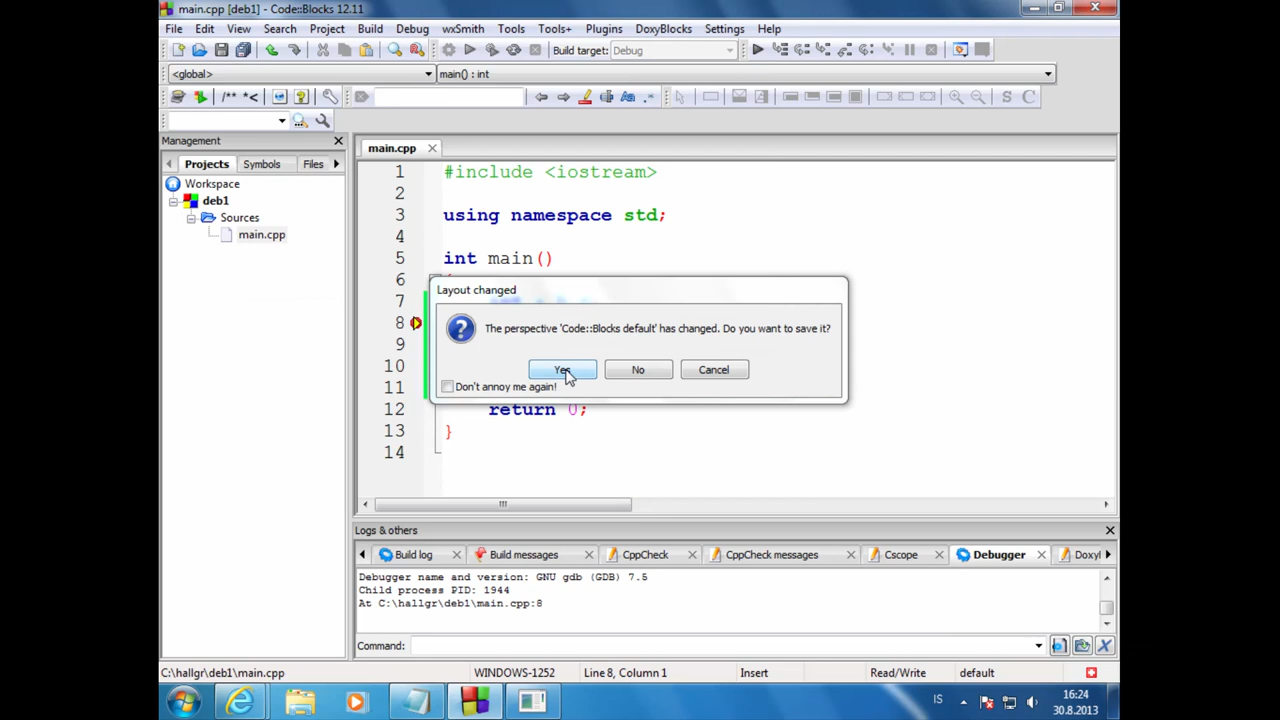 main.cpp [deb1] - Code::Blocks 12.11
File Edit View Search Project Build Debug wxSmith Tools Tools+ Plugins DoxyBlocks Settings Help
Build target: Debug
<global> main() : int
/** *<
Aa .*
S C
Management
main.cpp
Projects Symbols Files
Workspace
deb1
Sources
main.cpp
1 #include <iostream>
2
3 using namespace std;
4
5 int main()
6
7
8
9
10
11
12 return 0;
13 }
14
Layout changed
The perspective 'Code::Blocks default' has changed. Do you want to save it?
Yes No Cancel
Don't annoy me again!
Logs & others
Build log Build messages CppCheck CppCheck messages Cscope Debugger Doxyl
Debugger name and version: GNU gdb (GDB) 7.5
Child process PID: 1944
At C:\hallgr\deb1\main.cpp:8
Command:
C:\hallgr\deb1\main.cpp WINDOWS-1252 Line 8, Column 1 Insert Read/Write default
IS 16:24
30.8.2013